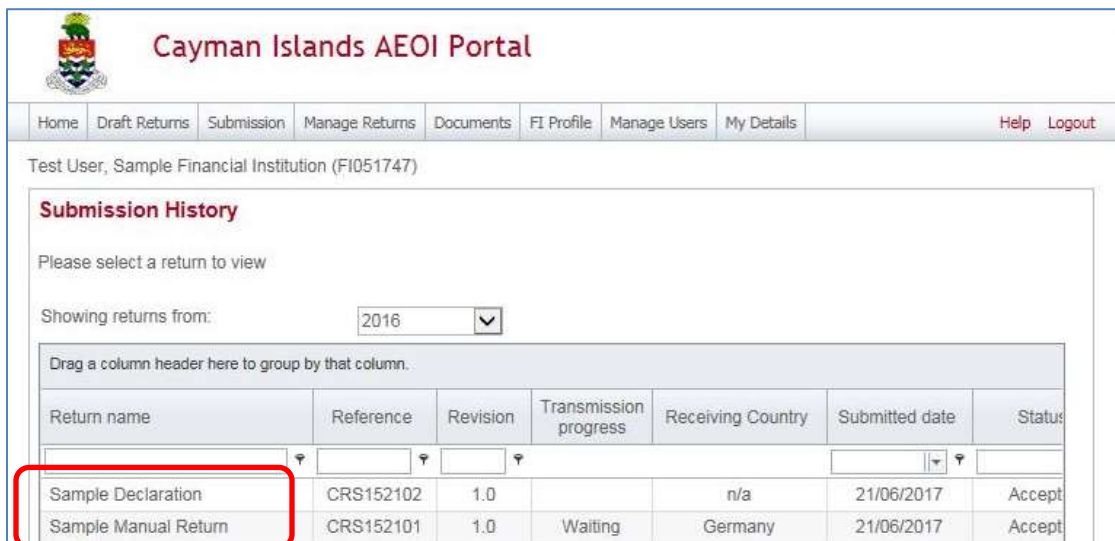 Cayman Islands AEOI Portal
Home Draft Returns Submission Manage Returns Documents FI Profile Manage Users My Details Help Logout
Test User, Sample Financial Institution (FI051747)
Submission History
Please select a return to view
Showing returns from: 2016
Drag a column header here to group by that column.
Return name Reference Revision Transmission progress Receiving Country Submitted date Status
Sample Declaration CRS152102 1.0 n/a 21/06/2017 Accept
Sample Manual Return CRS152101 1.0 Waiting Germany 21/06/2017 Accept